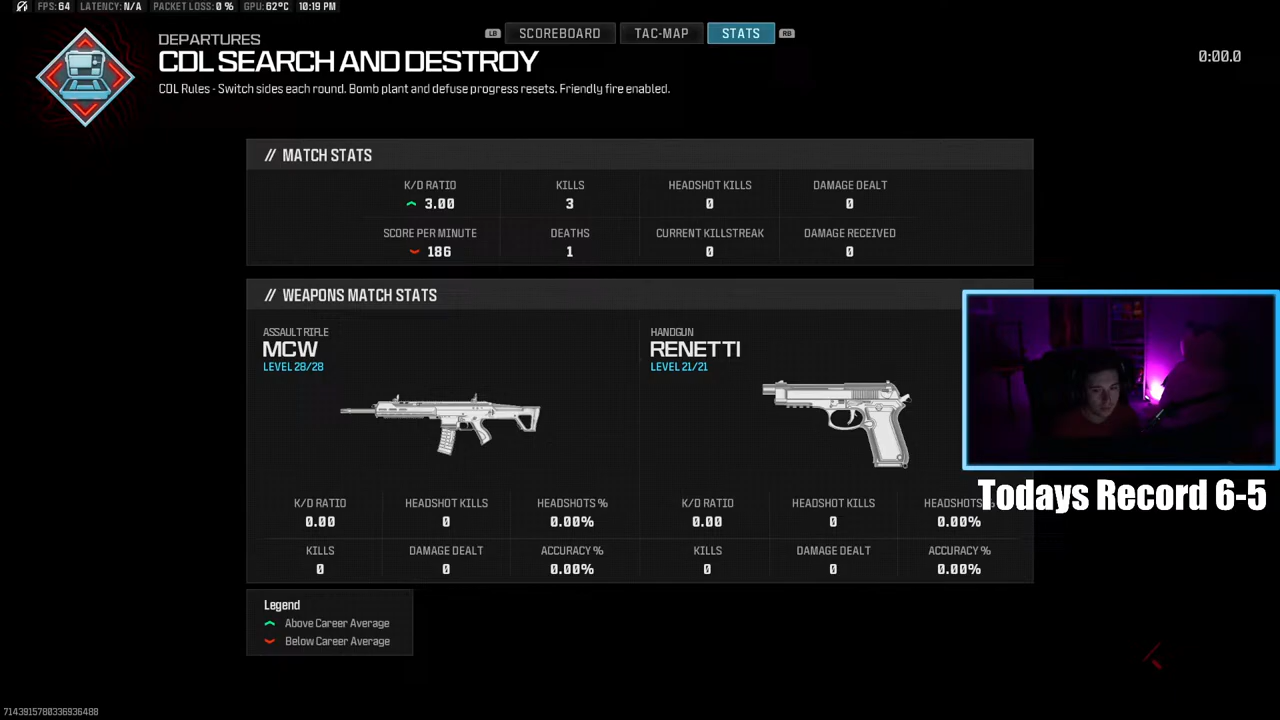 FPS: 64 LATENCY: N/A PACKET LOSS: 0 % GPU: 62°C 10:19 PM
DEPARTURES
CDL SEARCH AND DESTROY
CDL Rules - Switch sides each round. Bomb plant and defuse progress resets. Friendly fire enabled.
LB SCOREBOARD TAC-MAP STATS RB
0:00.0
// MATCH STATS
K/D RATIO KILLS HEADSHOT KILLS DAMAGE DEALT
3.00 3 0 0
SCORE PER MINUTE DEATHS CURRENT KILLSTREAK DAMAGE RECEIVED
186 1 0 0
// WEAPONS MATCH STATS
ASSAULT RIFLE
MCW
LEVEL 28/28
K/D RATIO HEADSHOT KILLS HEADSHOTS %
0.00 0 0.00%
KILLS DAMAGE DEALT ACCURACY %
0 0 0.00%
HANDGUN
RENETTI
LEVEL 21/21
K/D RATIO HEADSHOT KILLS HEADSHOTS
0.00 0 0.00%
KILLS DAMAGE DEALT ACCURACY %
0 0 0.00%
Todays Record 6-5
Legend
Above Career Average
Below Career Average
7143915780336936488